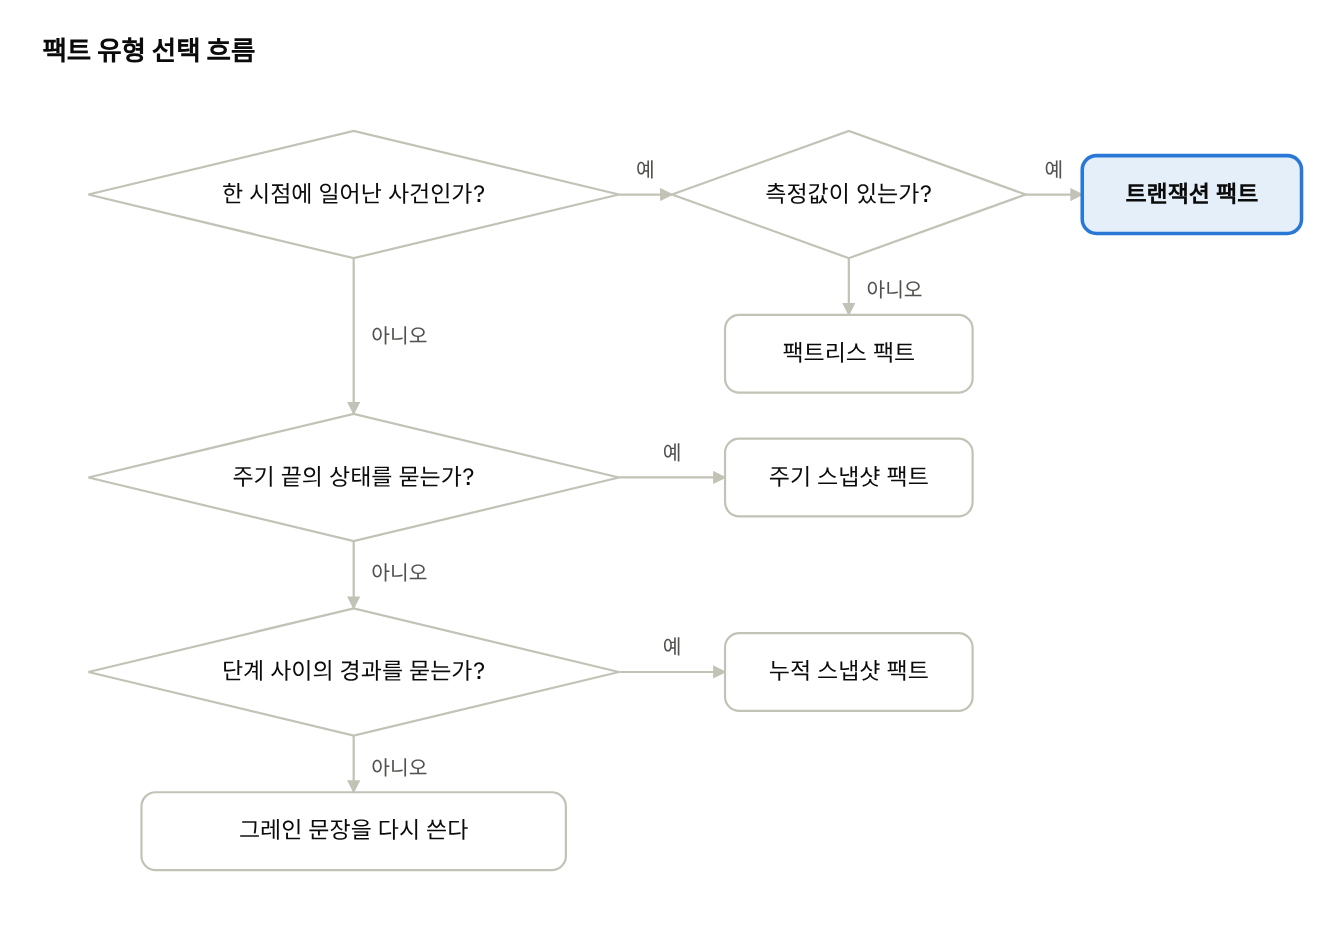 팩트 유형 선택 흐름
한 시점에 일어난 사건인가?
예
측정값이 있는가?
예
트랜잭션 팩트
아니오
팩트리스 팩트
아니오
주기 끝의 상태를 묻는가?
예
주기 스냅샷 팩트
아니오
단계 사이의 경과를 묻는가?
예
누적 스냅샷 팩트
아니오
그레인 문장을 다시 쓴다